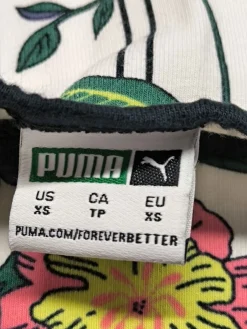 PUMA
US CA EU
XS TP XS
PUMA.COM/FOREVERBETTER